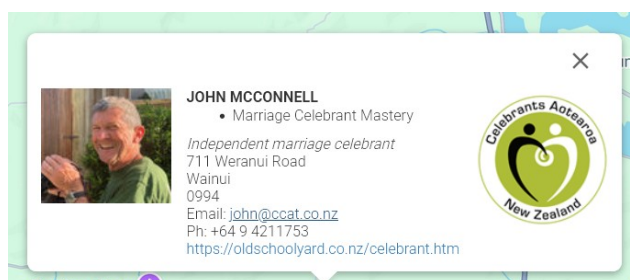 JOHN MCCONNELL
• Marriage Celebrant Mastery
Independent marriage celebrant
711 Weranui Road
Wainui
0994
Email: john@ccat.co.nz
Ph: +64 9 4211753
https://oldschoolyard.co.nz/celebrant.htm
Celebrants Aotearoa
New Zealand